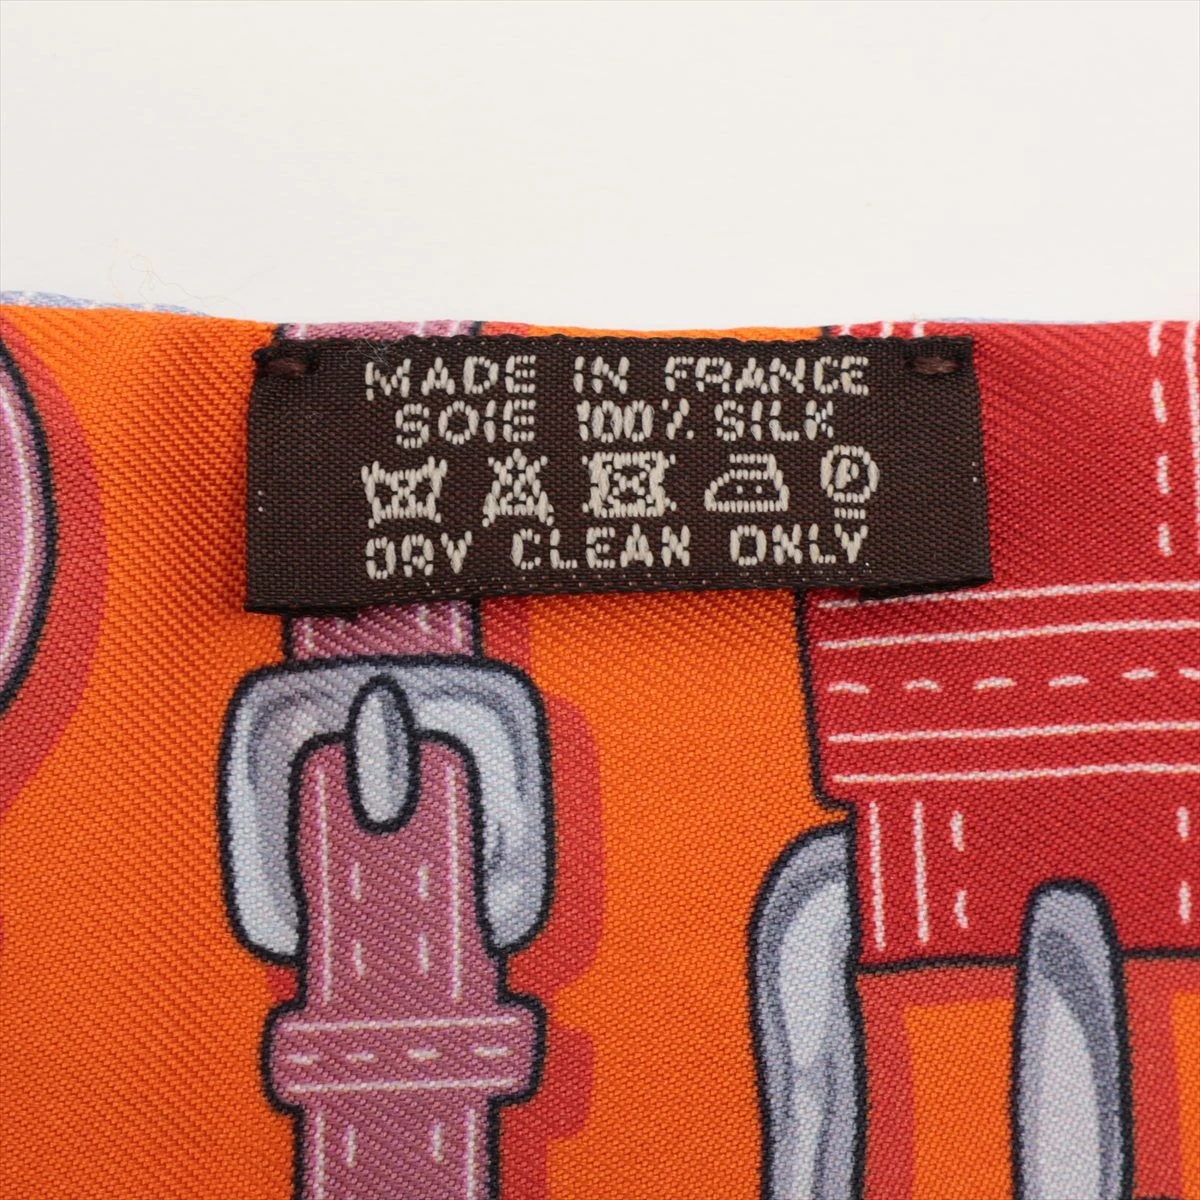 MADE IN FRANCE
SOIE 100% SILK
P
DRY CLEAN ONLY